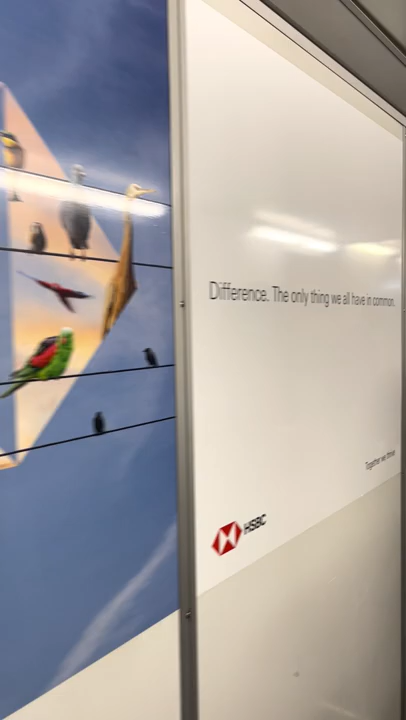 Difference. The only thing we all have in common.
Together we thrive
HSBC